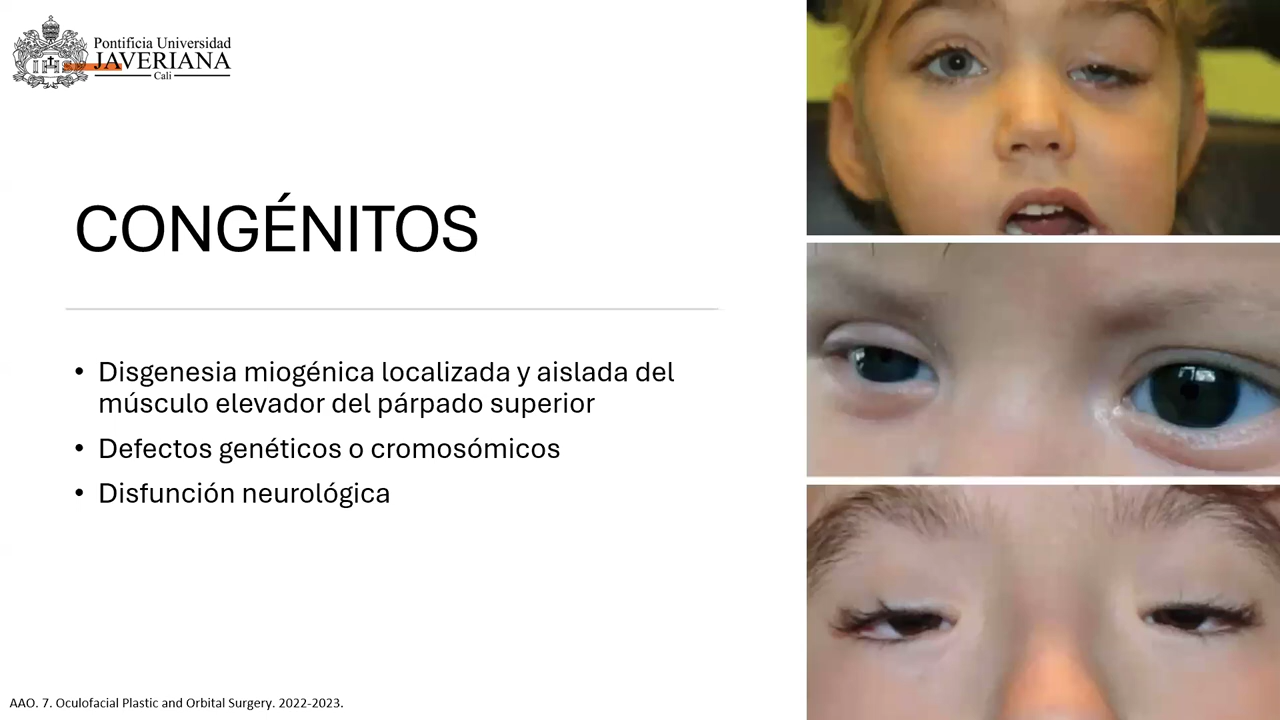 Pontificia Universidad
JAVERIANA
Cali
CONGÉNITOS
• Disgenesia miogénica localizada y aislada del
músculo elevador del párpado superior
• Defectos genéticos o cromosómicos
• Disfunción neurológica
AAO. 7. Oculofacial Plastic and Orbital Surgery. 2022-2023.